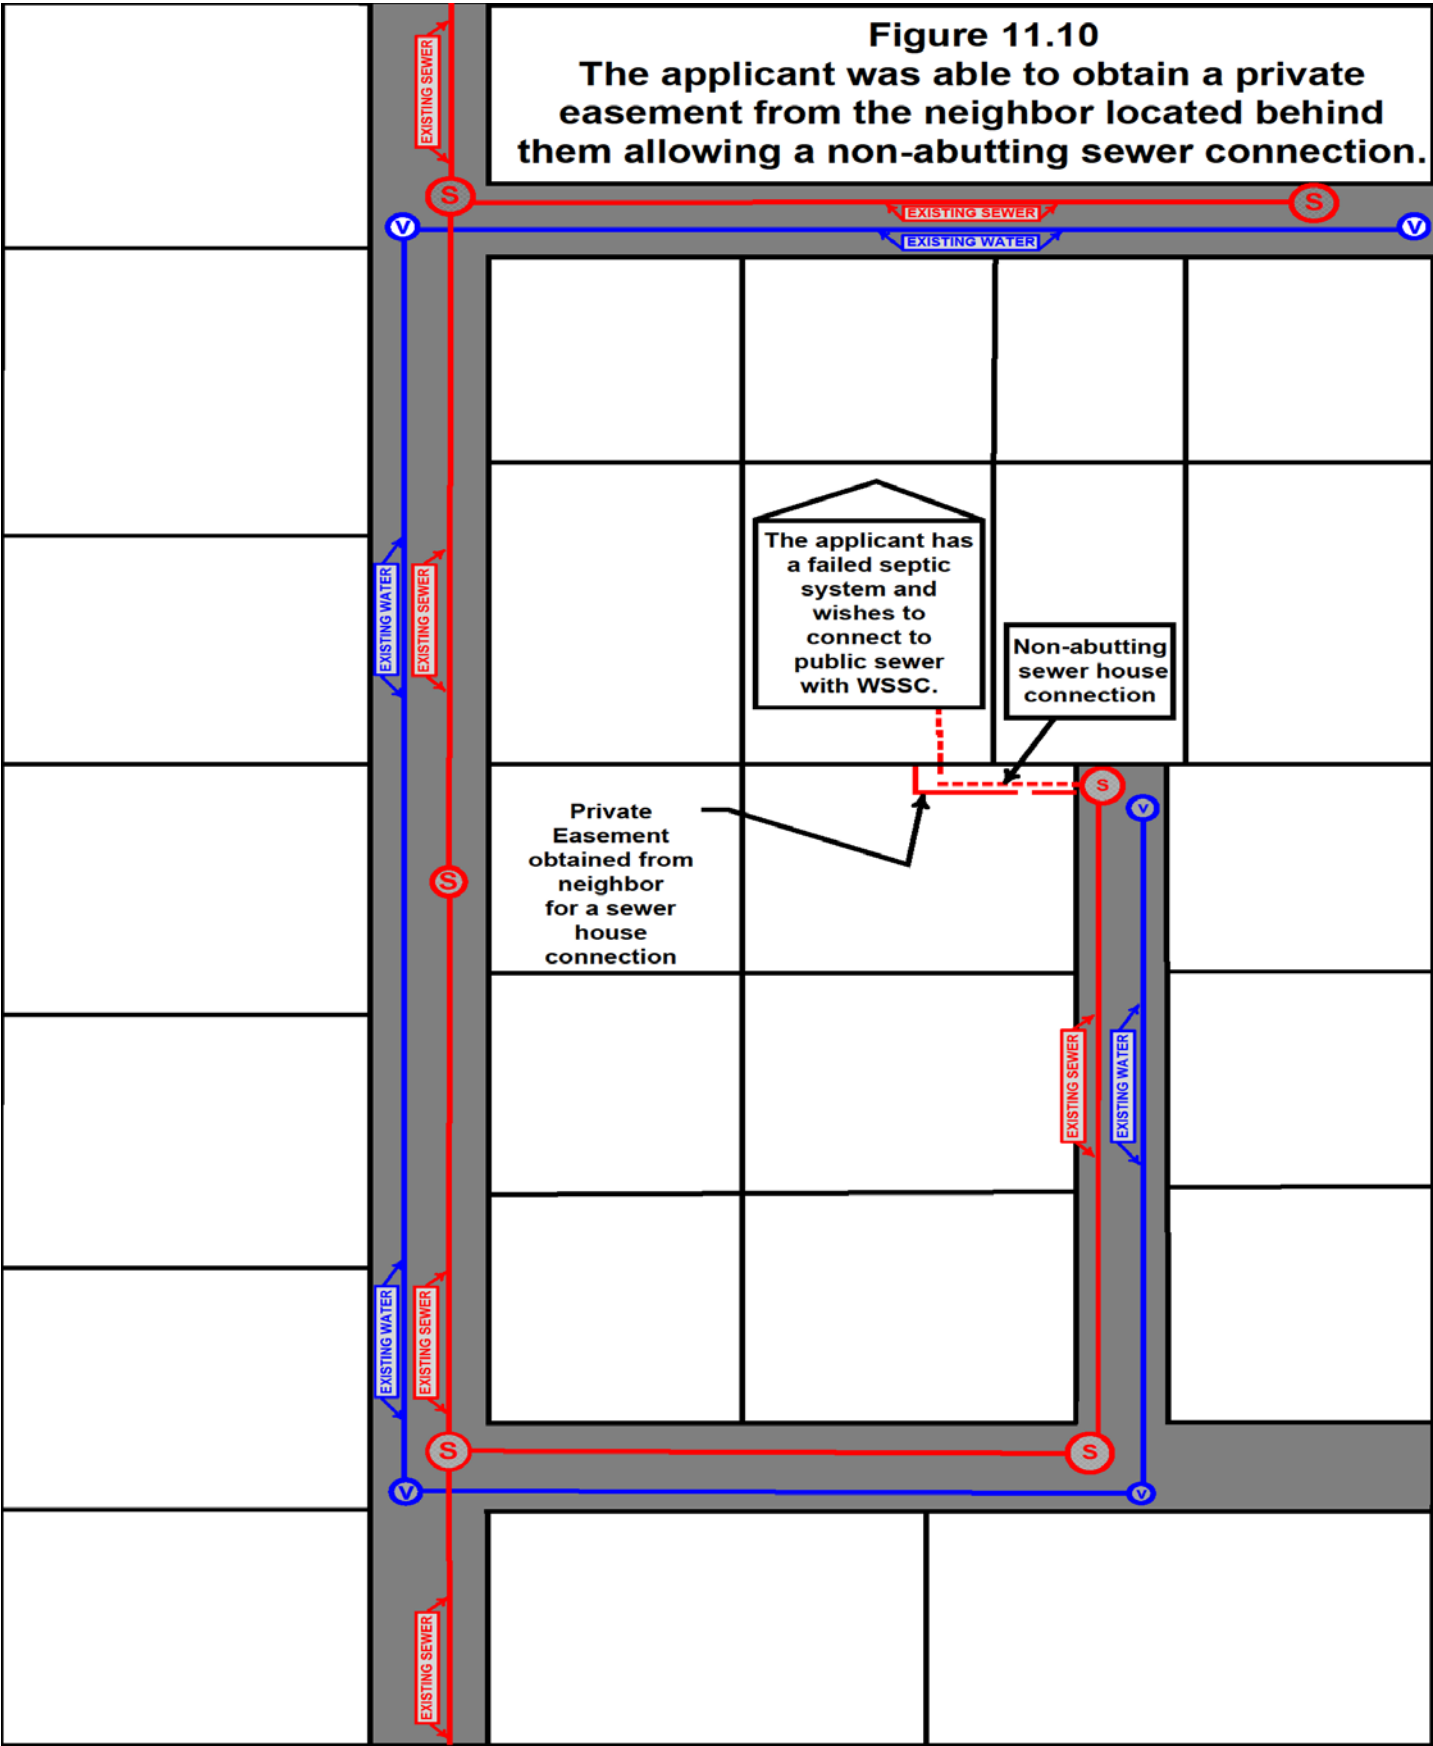 Figure 11.10
The applicant was able to obtain a private
easement from the neighbor located behind
them allowing a non-abutting sewer connection.
EXISTING SEWER
S
S
EXISTING SEWER
V
V
EXISTING WATER
The applicant has
a failed septic
system and
wishes to
connect to
public sewer
with WSSC.
EXISTING WATER
EXISTING SEWER
Non-abutting
sewer house
connection
S
V
Private
Easement
obtained from
neighbor
for a sewer
house
connection
S
EXISTING SEWER
EXISTING WATER
EXISTING WATER
EXISTING SEWER
S
S
V
V
EXISTING SEWER